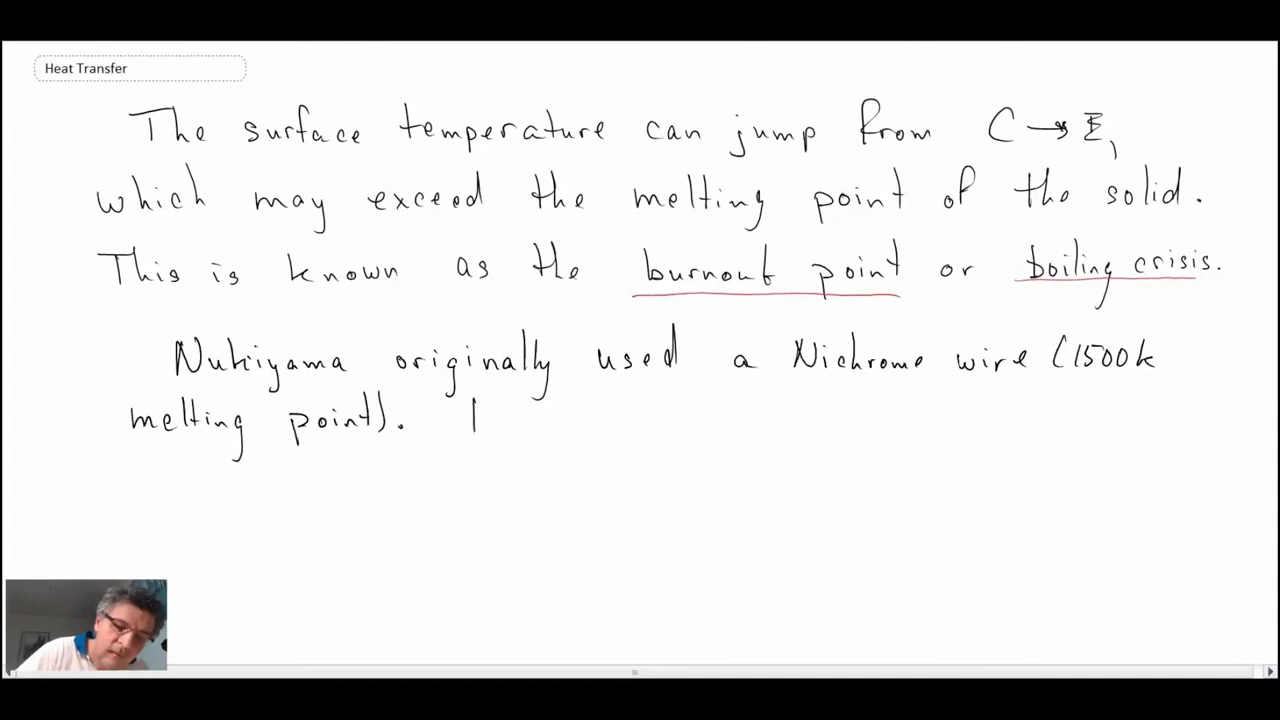 Heat Transfer
The surface temperature can jump from C → E,
which may exceed the melting point of the solid.
This is known as the burnout point or boiling crisis.
Nukiyama originally used a Nichrome wire (1500k
melting point).